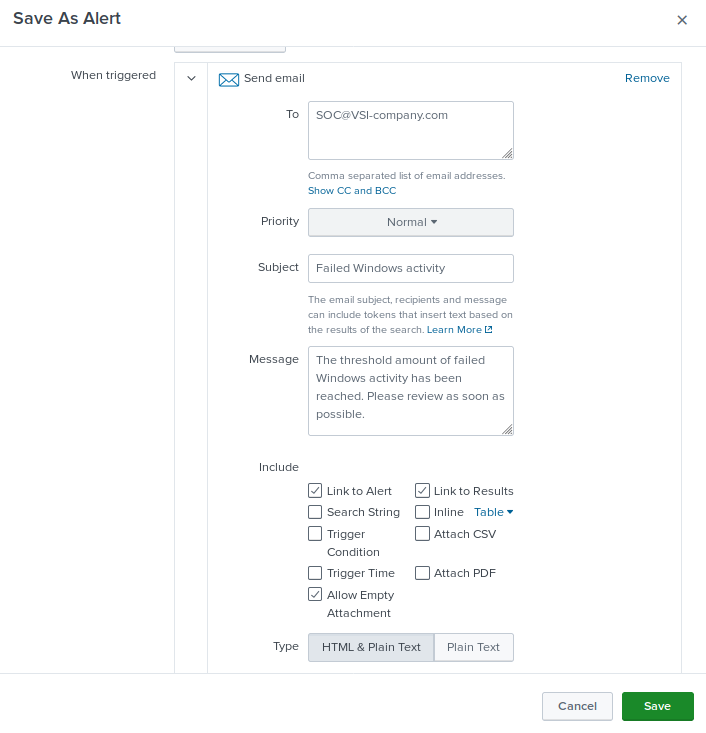 Save As Alert
When triggered
Send email
Remove
To
SOC@VSI-company.com
Comma separated list of email addresses.
Show CC and BCC
Priority
Normal
Subject
Failed Windows activity
The email subject, recipients and message
can include tokens that insert text based on
the results of the search. Learn More
Message
The threshold amount of failed
Windows activity has been
reached. Please review as soon as
possible.
Include
Link to Alert
Link to Results
Search String
Inline Table
Trigger
Condition
Attach CSV
Trigger Time
Attach PDF
Allow Empty
Attachment
Type
HTML & Plain Text
Plain Text
Cancel
Save